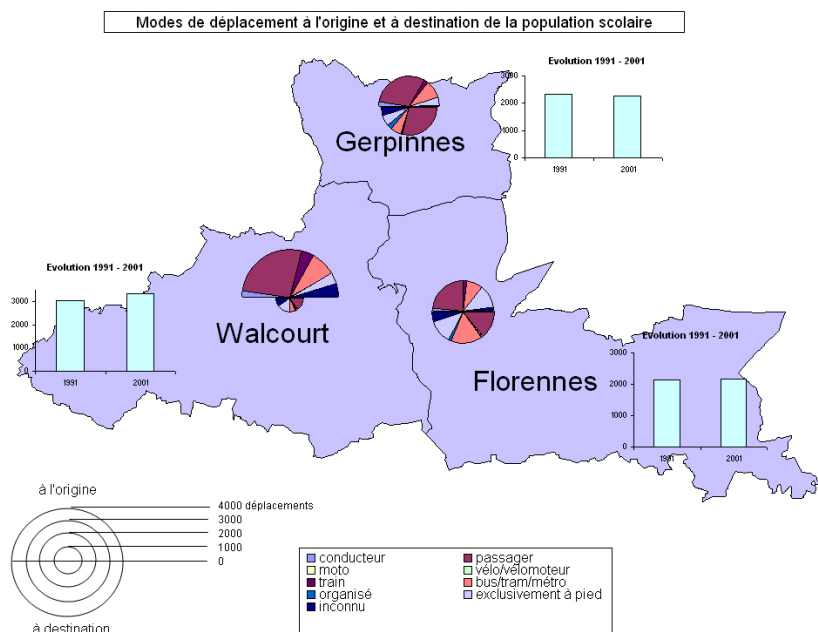 Modes de déplacement à l'origine et à destination de la population scolaire
Evolution 1991 - 2001
3000
2000
1000
0
1991
2001
Gerpinnes
Evolution 1991 - 2001
3000
2000
1000
0
1991
2001
Walcourt
Florennes
Evolution 1991 - 2001
3000
2000
1000
0
1991
2001
à l'origine
4000 déplacements
3000
2000
1000
0
à destination
conducteur
passager
moto
vélo/vélomoteur
train
bus/tram/métro
organisé
exclusivement à pied
inconnu